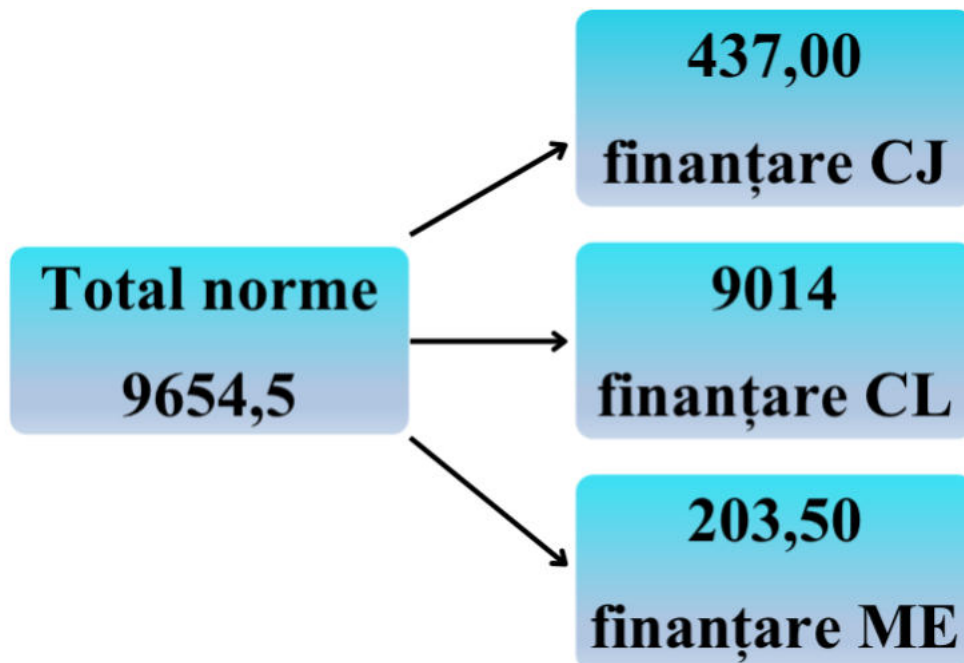 Total norme
9654,5
437,00
finanțare CJ
9014
finanțare CL
203,50
finanțare ME